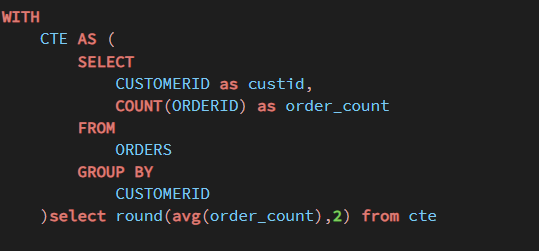 WITH
CTE AS (
SELECT
CUSTOMERID as custid,
COUNT(ORDERID) as order_count
FROM
ORDERS
GROUP BY
CUSTOMERID
)select round(avg(order_count),2) from cte